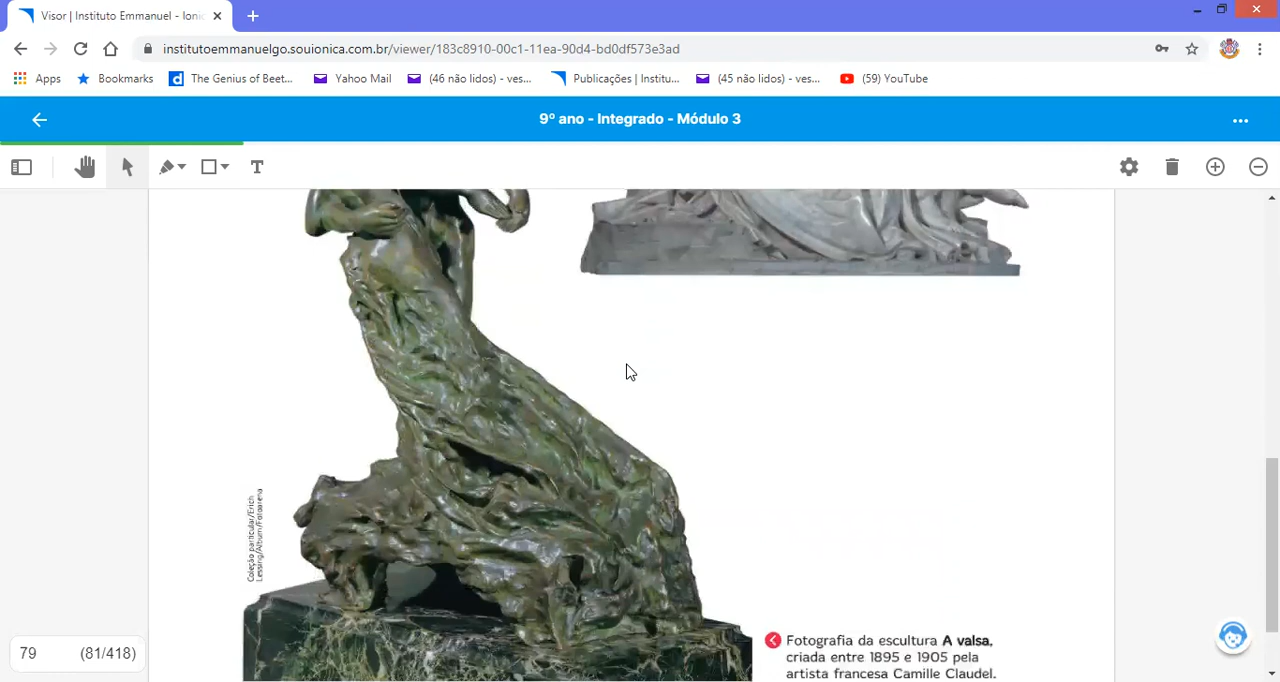 Visor | Instituto Emmanuel - Ionic
institutoemmanuelgo.souionica.com.br/viewer/183c8910-00c1-11ea-90d4-bd0df573e3ad
Apps Bookmarks The Genius of Beet... Yahoo Mail (46 não lidos) - ves... Publicações | Institu... (45 não lidos) - ves... (59) YouTube
9º ano - Integrado - Módulo 3
T
Coleção particular/Erich
Lessing/Album/Fotoarena
Fotografia da escultura A valsa,
criada entre 1895 e 1905 pela
artista francesa Camille Claudel.
79 (81/418)